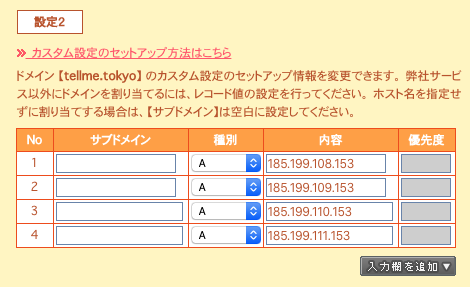 設定2
カスタム設定のセットアップ方法はこちら
ドメイン【tellme.tokyo】のカスタム設定のセットアップ情報を変更できます。弊社サービ
ス以外にドメインを割り当てるには、レコード値の設定を行ってください。ホスト名を指定せ
ずに割り当てする場合は、【サブドメイン】は空白に設定してください。
No サブドメイン 種別 内容 優先度
1 A 185.199.108.153
2 A 185.199.109.153
3 A 185.199.110.153
4 A 185.199.111.153
入力欄を追加▼